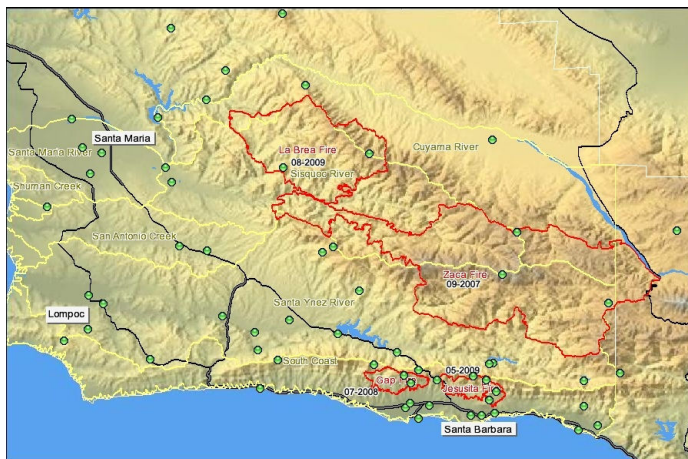 Santa Maria
La Brea Fire
08-2009
Cuyama River
Santa Maria River
Sisquoc River
Shuman Creek
San Antonio Creek
Zaca Fire
09-2007
Santa Ynez River
Lompoc
South Coast
05-2009
Gap
Jesusita Fi
07-2008
Santa Barbara